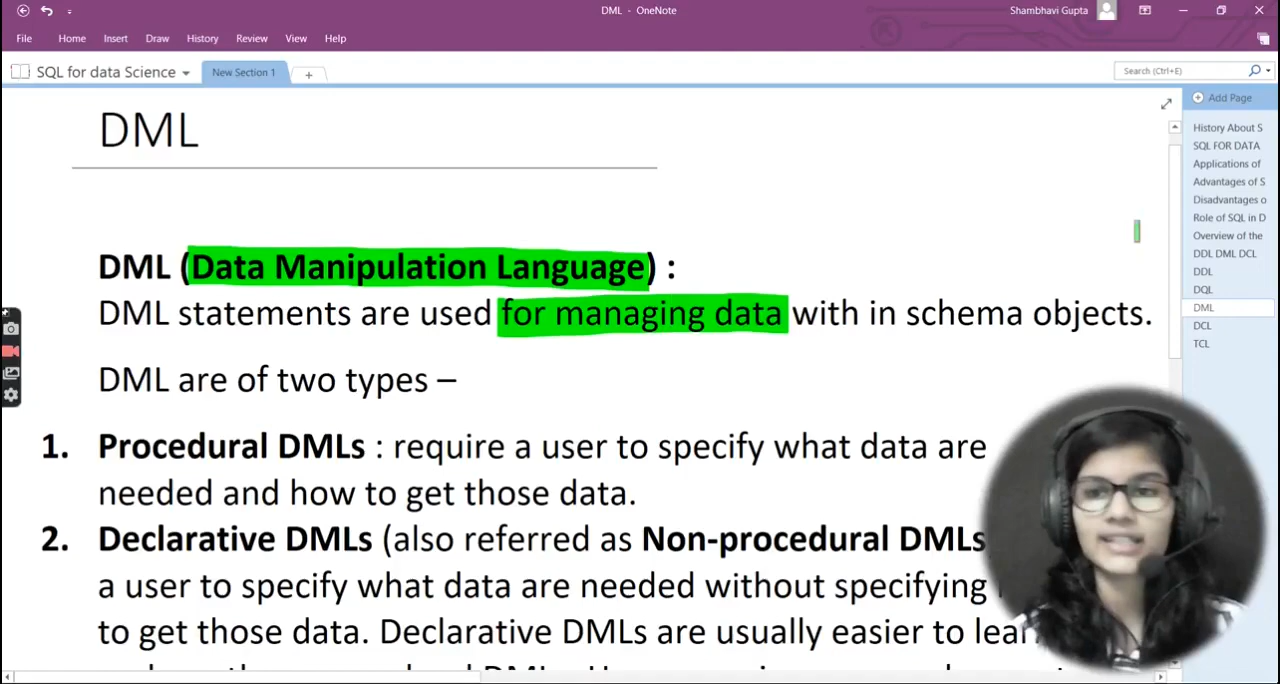 DML - OneNote
Shambhavi Gupta
File Home Insert Draw History Review View Help
SQL for data Science
New Section 1
+
Search (Ctrl+E)
Add Page
DML
DML (Data Manipulation Language) :
DML statements are used for managing data with in schema objects.
DML are of two types –
1. Procedural DMLs : require a user to specify what data are
needed and how to get those data.
2. Declarative DMLs (also referred as Non-procedural DMLs
a user to specify what data are needed without specifying
to get those data. Declarative DMLs are usually easier to lear
History About S
SQL FOR DATA
Applications of
Advantages of S
Disadvantages o
Role of SQL in D
Overview of the
DDL DML DCL
DDL
DQL
DML
DCL
TCL